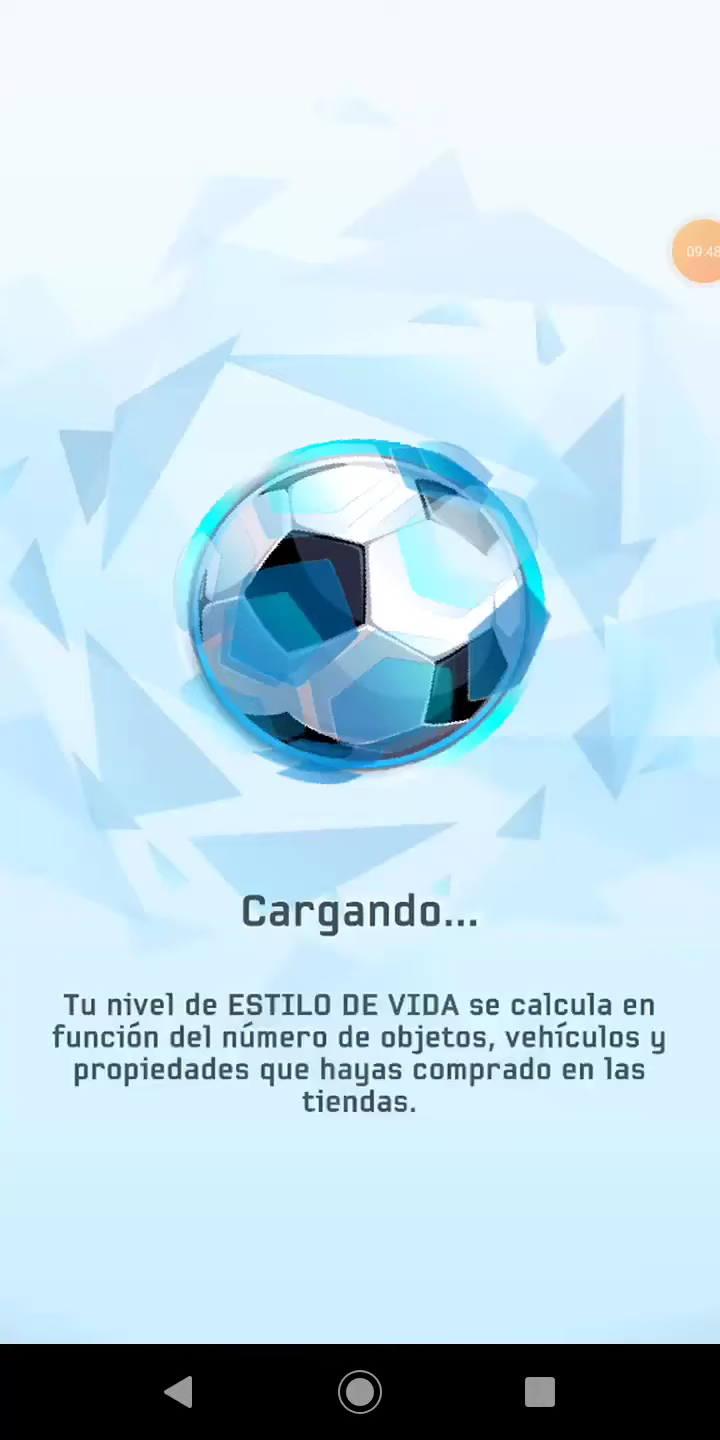 09:48
Cargando...
Tu nivel de ESTILO DE VIDA se calcula en
función del número de objetos, vehículos y
propiedades que hayas comprado en las
tiendas.